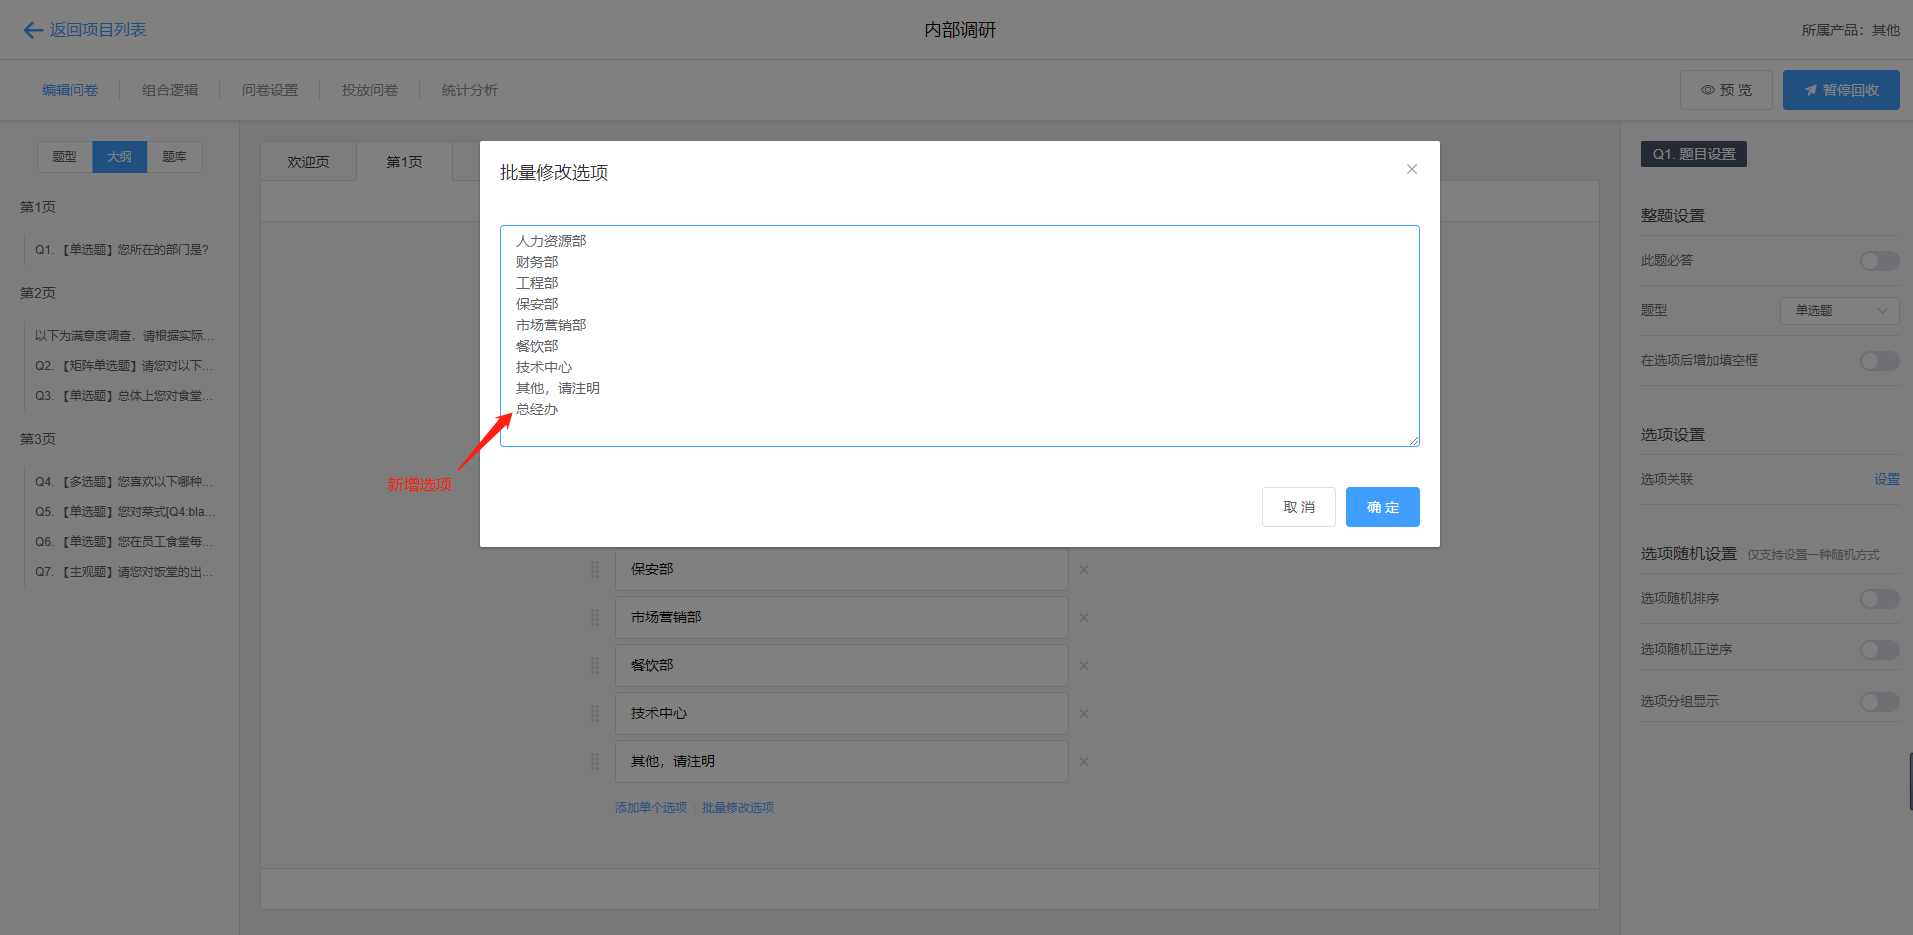 返回项目列表
内部调研
所属产品：其他
编辑问卷
组合逻辑
问卷设置
投放问卷
统计分析
预 览
暂停回收
题型
大纲
题库
第1页
Q1. 【单选题】您所在的部门是?
第2页
以下为满意度调查，请根据实际...
Q2. 【矩阵单选题】请您对以下...
Q3. 【单选题】总体上您对食堂...
第3页
Q4. 【多选题】您喜欢以下哪种...
Q5. 【单选题】您对菜式[Q4:bla...
Q6. 【单选题】您在员工食堂每...
Q7. 【主观题】请您对饭堂的出...
欢迎页
第1页
批量修改选项
人力资源部
财务部
工程部
保安部
市场营销部
餐饮部
技术中心
其他，请注明
总经办
新增选项
取 消
确 定
保安部
市场营销部
餐饮部
技术中心
其他，请注明
添加单个选项
批量修改选项
Q1. 题目设置
整题设置
此题必答
题型
单选题
在选项后增加填空框
选项设置
选项关联
设置
选项随机设置 仅支持设置一种随机方式
选项随机排序
选项随机正逆序
选项分组显示